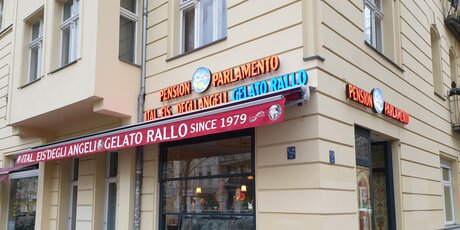 PENSION PARLAMENTO
ITAL. EIS. DEGLI ANGELI GELATO RALLO
ITAL. EIS DEGLI ANGELI GELATO RALLO SINCE 1979
PENSION PARLAMENTO